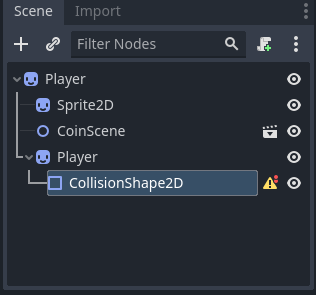 Scene
Import
Filter Nodes
Player
Sprite2D
CoinScene
Player
CollisionShape2D